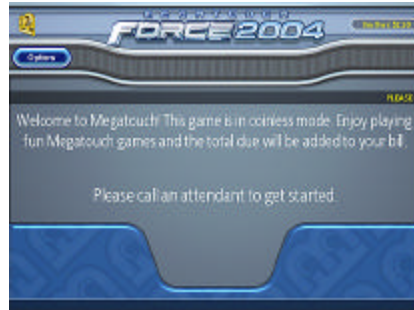 MEGATOUCH
FORCE 2004
Options
PLEASE
Welcome to Megatouch! This game is in coinless mode. Enjoy playing
fun Megatouch games and the total due will be added to your bill.
Please call an attendant to get started.